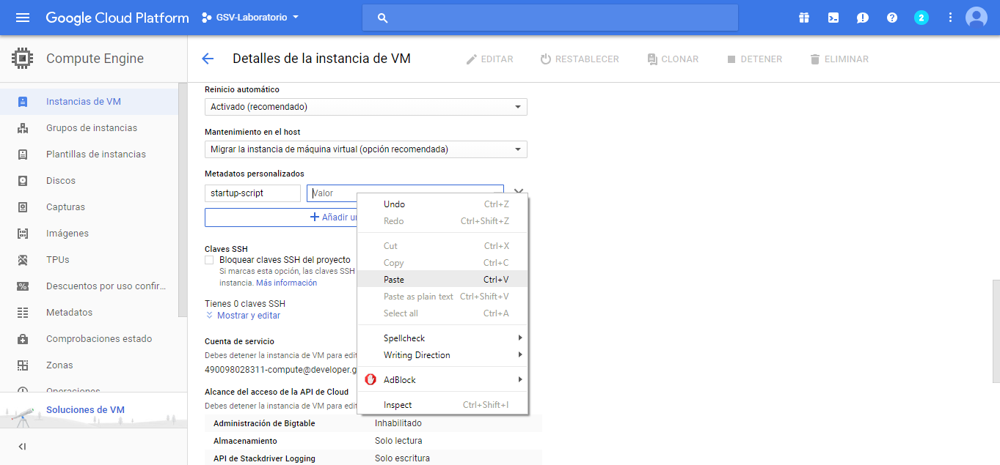 Google Cloud Platform GSV-Laboratorio 2
Compute Engine
Detalles de la instancia de VM EDITAR RESTABLECER CLONAR DETENER ELIMINAR
Instancias de VM
Grupos de instancias
Plantillas de instancias
Discos
Capturas
Imágenes
TPUs
Descuentos por uso confir...
Metadatos
Comprobaciones estado
Zonas
Operaciones
Soluciones de VM
Reinicio automático
Activado (recomendado)
Mantenimiento en el host
Migrar la instancia de máquina virtual (opción recomendada)
Metadatos personalizados
startup-script Valor
+ Añadir un
Claves SSH
Bloquear claves SSH del proyecto
Si marcas esta opción, las claves SSH
instancia. Más información
Tienes 0 claves SSH
Mostrar y editar
Cuenta de servicio
Debes detener la instancia de VM para edit
490098028311-compute@developer.g
Alcance del acceso de la API de Cloud
Debes detener la instancia de VM para edit
Administración de Bigtable Inhabilitado
Almacenamiento Solo lectura
API de Stackdriver Logging Solo escritura
Undo Ctrl+Z
Redo Ctrl+Shift+Z
Cut Ctrl+X
Copy Ctrl+C
Paste Ctrl+V
Paste as plain text Ctrl+Shift+V
Select all Ctrl+A
Spellcheck
Writing Direction
AdBlock
Inspect Ctrl+Shift+I